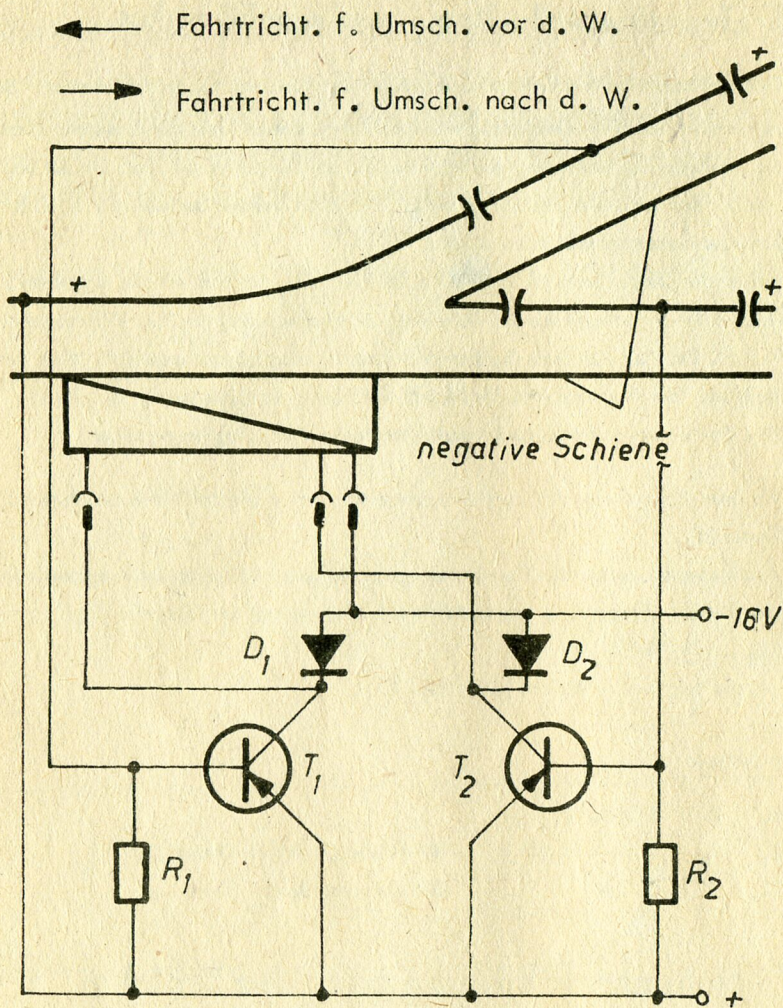 Fahrtricht. f. Umsch. vor d. W.
Fahrtricht. f. Umsch. nach d. W.
+
+
+
negative Schiene
-16V
D₁
D₂
T₁
T₂
R₁
R₂
+